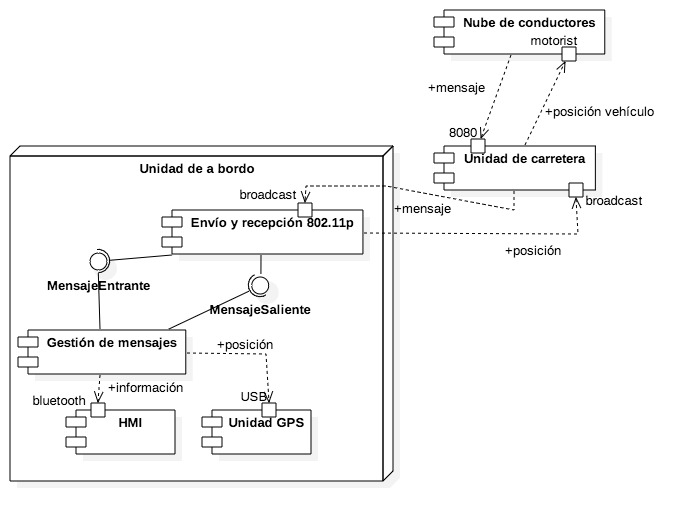 Nube de conductores
motorist
+mensaje
+posición vehículo
8080
Unidad de carretera
Unidad de a bordo
broadcast
+mensaje
broadcast
Envío y recepción 802.11p
+posición
MensajeEntrante
MensajeSaliente
Gestión de mensajes
+posición
+información
bluetooth
USB
HMI
Unidad GPS